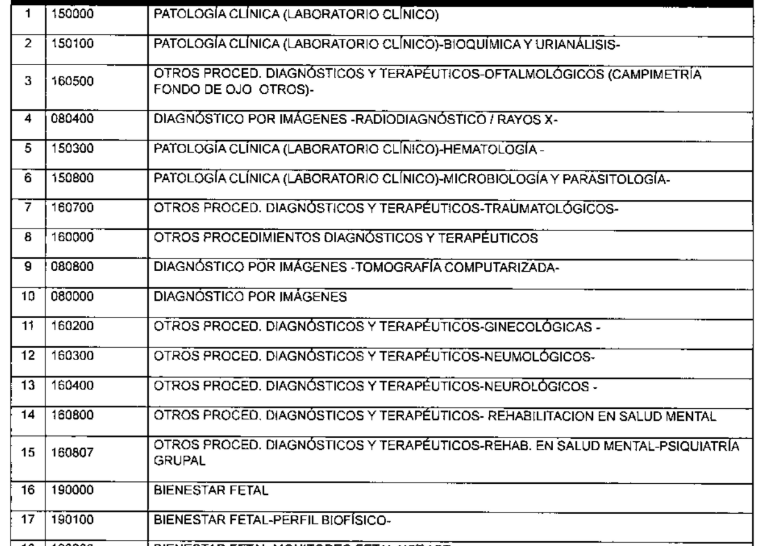 1 150000 PATOLOGÍA CLÍNICA (LABORATORIO CLÍNICO)
2 150100 PATOLOGÍA CLÍNICA (LABORATORIO CLÍNICO)-BIOQUÍMICA Y URIANÁLISIS-
3 160500 OTROS PROCED. DIAGNÓSTICOS Y TERAPÉUTICOS-OFTALMOLÓGICOS (CAMPIMETRÍA
FONDO DE OJO OTROS)-
4 080400 DIAGNÓSTICO POR IMÁGENES -RADIODIAGNÓSTICO / RAYOS X-
5 150300 PATOLOGÍA CLÍNICA (LABORATORIO CLÍNICO)-HEMATOLOGÍA -
6 150800 PATOLOGÍA CLÍNICA (LABORATORIO CLÍNICO)-MICROBIOLOGÍA Y PARASITOLOGÍA-
7 160700 OTROS PROCED. DIAGNÓSTICOS Y TERAPÉUTICOS-TRAUMATOLÓGICOS-
8 160000 OTROS PROCEDIMIENTOS DIAGNÓSTICOS Y TERAPÉUTICOS
9 080800 DIAGNÓSTICO POR IMÁGENES -TOMOGRAFÍA COMPUTARIZADA-
10 080000 DIAGNÓSTICO POR IMÁGENES
11 160200 OTROS PROCED. DIAGNÓSTICOS Y TERAPÉUTICOS-GINECOLÓGICAS -
12 160300 OTROS PROCED. DIAGNÓSTICOS Y TERAPÉUTICOS-NEUMOLÓGICOS-
13 160400 OTROS PROCED. DIAGNÓSTICOS Y TERAPÉUTICOS-NEUROLÓGICOS -
14 160800 OTROS PROCED. DIAGNÓSTICOS Y TERAPÉUTICOS- REHABILITACION EN SALUD MENTAL
15 160807 OTROS PROCED. DIAGNÓSTICOS Y TERAPÉUTICOS-REHAB. EN SALUD MENTAL-PSIQUIATRÍA
GRUPAL
16 190000 BIENESTAR FETAL
17 190100 BIENESTAR FETAL-PERFIL BIOFÍSICO-